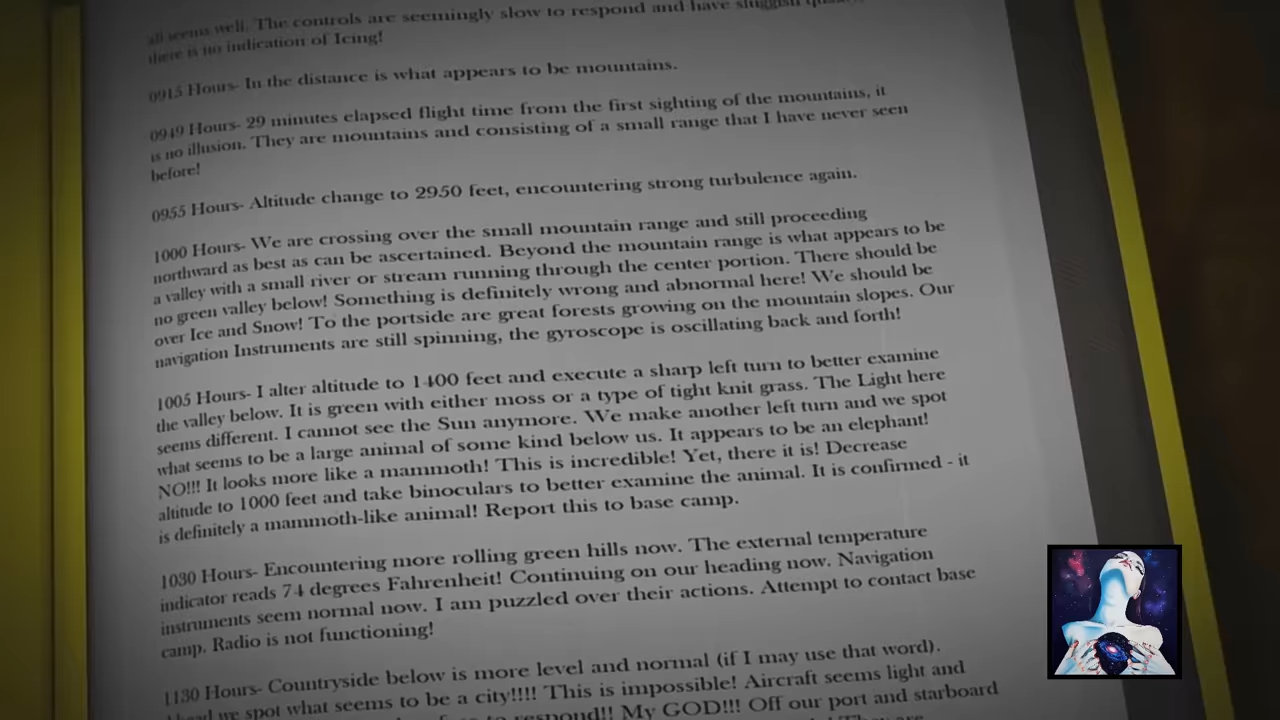 all seems well. The controls are seemingly slow to respond and have sluggish
there is no indication of Icing!
0915 Hours- In the distance is what appears to be mountains.
0949 Hours- 29 minutes elapsed flight time from the first sighting of the mountains, it
is no illusion. They are mountains and consisting of a small range that I have never seen
before!
0955 Hours- Altitude change to 2950 feet, encountering strong turbulence again.
1000 Hours- We are crossing over the small mountain range and still proceeding
northward as best as can be ascertained. Beyond the mountain range is what appears to be
a valley with a small river or stream running through the center portion. There should be
no green valley below! Something is definitely wrong and abnormal here! We should be
over Ice and Snow! To the portside are great forests growing on the mountain slopes. Our
navigation Instruments are still spinning, the gyroscope is oscillating back and forth!
1005 Hours- I alter altitude to 1400 feet and execute a sharp left turn to better examine
the valley below. It is green with either moss or a type of tight knit grass. The Light here
seems different. I cannot see the Sun anymore. We make another left turn and we spot
what seems to be a large animal of some kind below us. It appears to be an elephant!
NO!!! It looks more like a mammoth! This is incredible! Yet, there it is! Decrease
altitude to 1000 feet and take binoculars to better examine the animal. It is confirmed - it
is definitely a mammoth-like animal! Report this to base camp.
1030 Hours- Encountering more rolling green hills now. The external temperature
indicator reads 74 degrees Fahrenheit! Continuing on our heading now. Navigation
instruments seem normal now. I am puzzled over their actions. Attempt to contact base
camp. Radio is not functioning!
1130 Hours- Countryside below is more level and normal (if I may use that word).
Ahead we spot what seems to be a city!!!! This is impossible! Aircraft seems light and
to respond!! My GOD!!! Off our port and starboard
They are